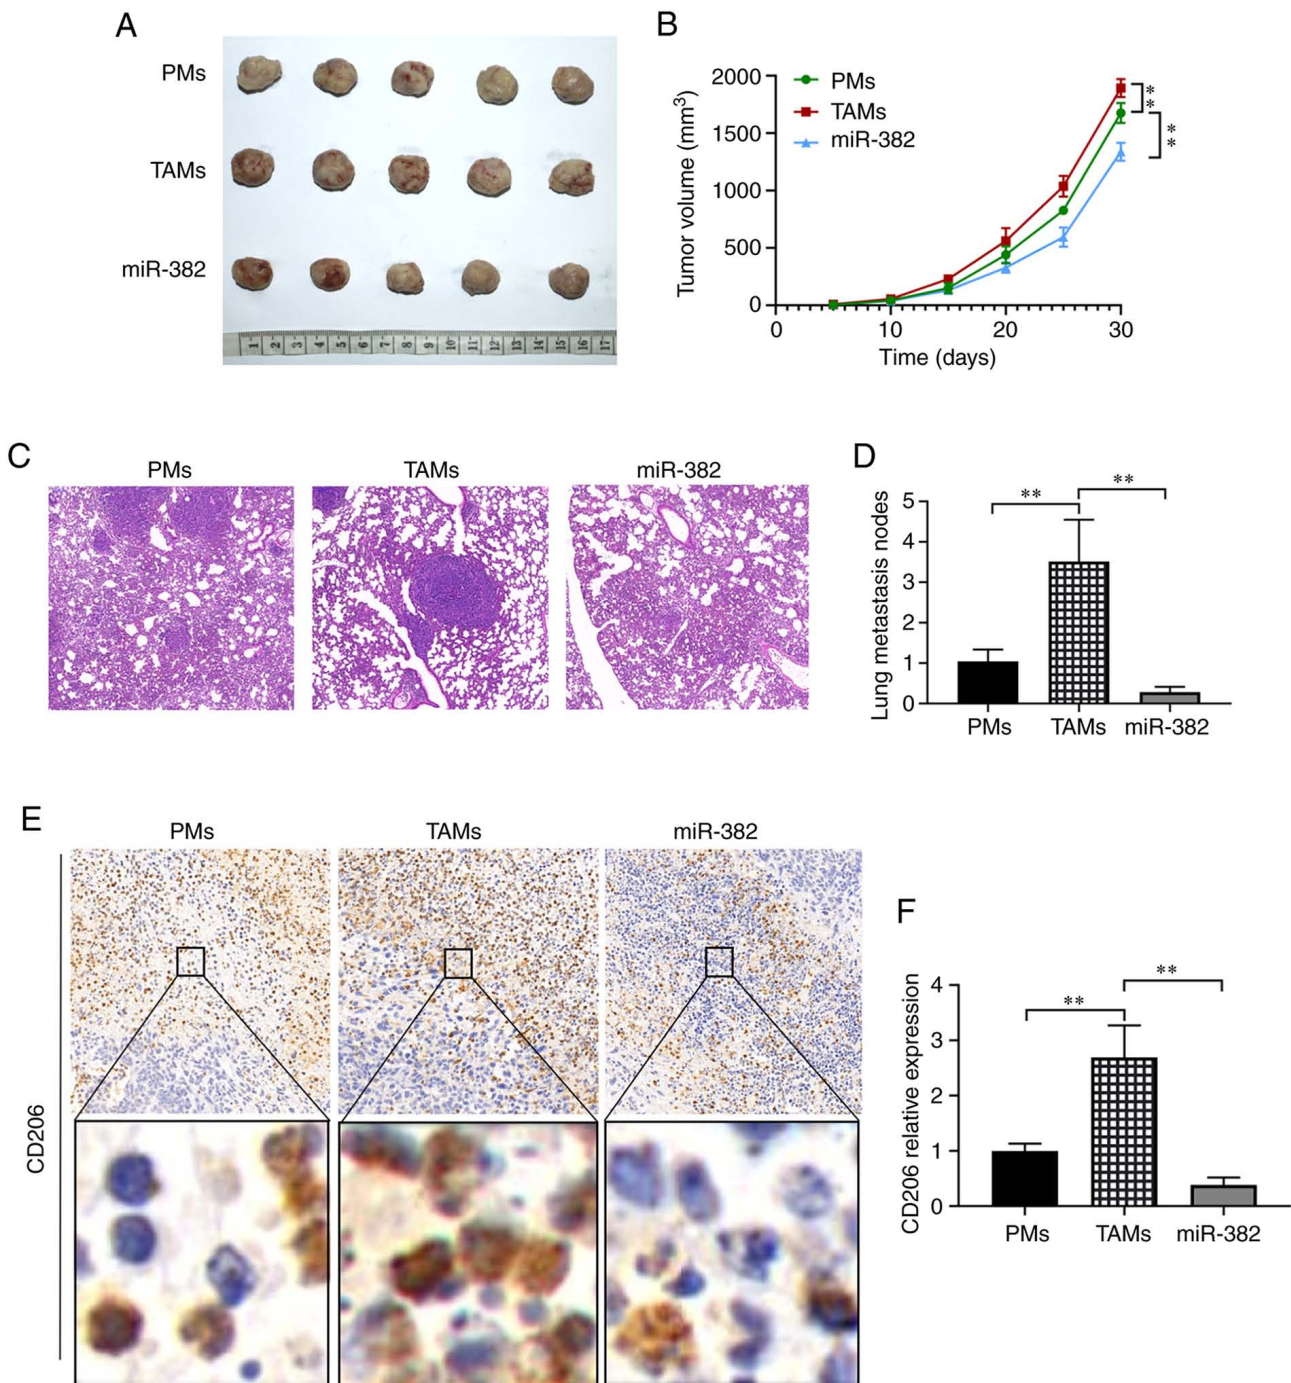 A
PMs
TAMs
miR-382
1 2 3 4 5 6 7 8 9 10 11 12 13 14 15 16 17
B
Tumor volume (mm³)
2000
1500
1000
500
0
PMs
TAMs
miR-382
**
**
0 10 20 30
Time (days)
C
PMs TAMs miR-382
D
Lung metastasis nodes
5
4
3
2
1
0
** **
PMs TAMs miR-382
E
PMs TAMs miR-382
CD206
F
CD206 relative expression
4
3
2
1
0
** **
PMs TAMs miR-382